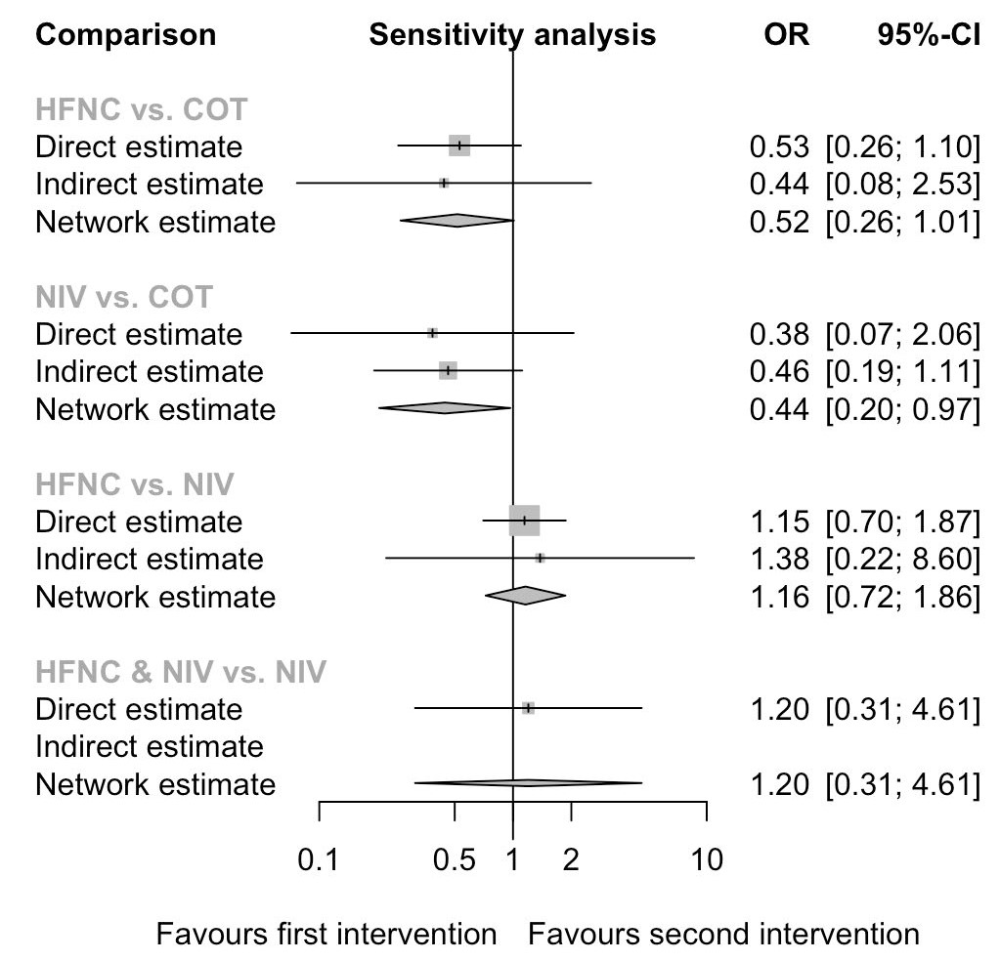 Comparison Sensitivity analysis OR 95%-CI
HFNC vs. COT
Direct estimate 0.53 [0.26; 1.10]
Indirect estimate 0.44 [0.08; 2.53]
Network estimate 0.52 [0.26; 1.01]
NIV vs. COT
Direct estimate 0.38 [0.07; 2.06]
Indirect estimate 0.46 [0.19; 1.11]
Network estimate 0.44 [0.20; 0.97]
HFNC vs. NIV
Direct estimate 1.15 [0.70; 1.87]
Indirect estimate 1.38 [0.22; 8.60]
Network estimate 1.16 [0.72; 1.86]
HFNC & NIV vs. NIV
Direct estimate 1.20 [0.31; 4.61]
Indirect estimate
Network estimate 1.20 [0.31; 4.61]
0.1 0.5 1 2 10
Favours first intervention Favours second intervention